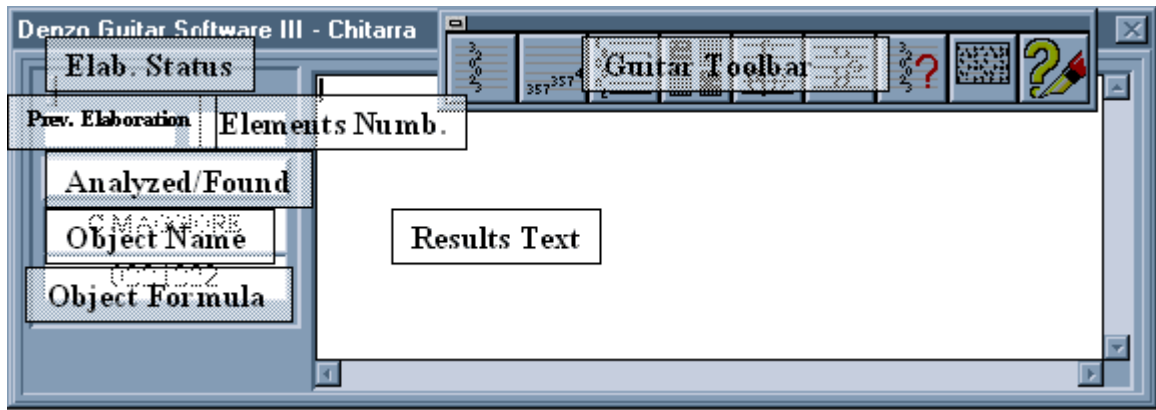 Denzo Guitar Software III - Chitarra
Elab. Status
Guitar Toolbar
357357
Prev. Elaboration
Elements Numb.
Analyzed/Found
Object Name
Results Text
Object Formula